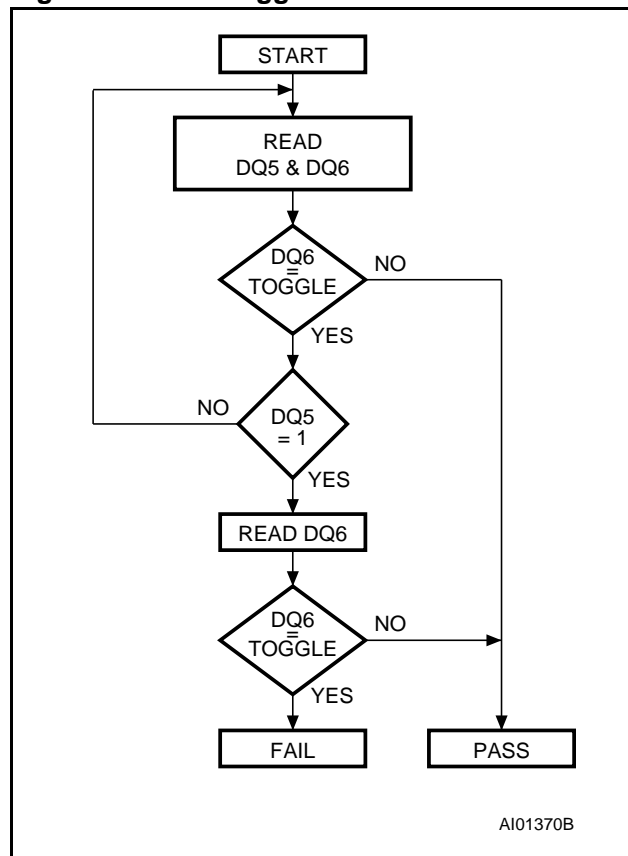 START
READ
DQ5 & DQ6
DQ6
=
TOGGLE
NO
YES
NO
DQ5
= 1
YES
READ DQ6
DQ6
=
TOGGLE
NO
YES
FAIL
PASS
AI01370B